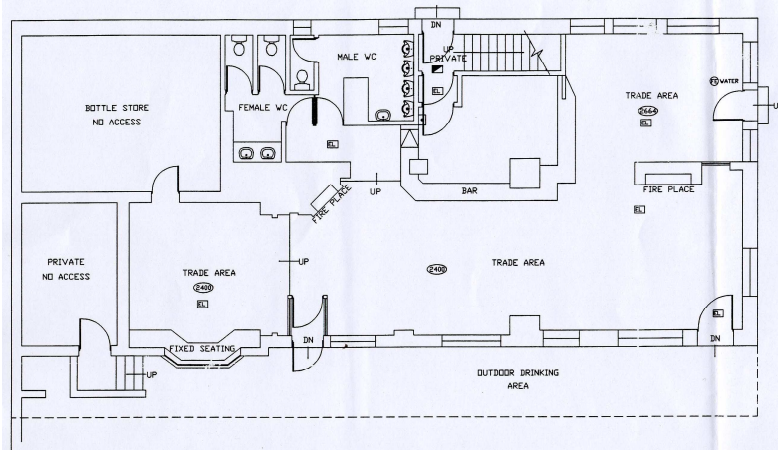 DN
UP
PRIVATE
EL
MALE WC
FEMALE WC
EL
BOTTLE STORE
NO ACCESS
TRADE AREA
2664
EL
FE WATER
U
UP
BAR
FIRE PLACE
FIRE PLACE
EL
PRIVATE
NO ACCESS
TRADE AREA
2400
EL
UP
2400
TRADE AREA
EL
DN
DN
FIXED SEATING
UP
OUTDOOR DRINKING
AREA